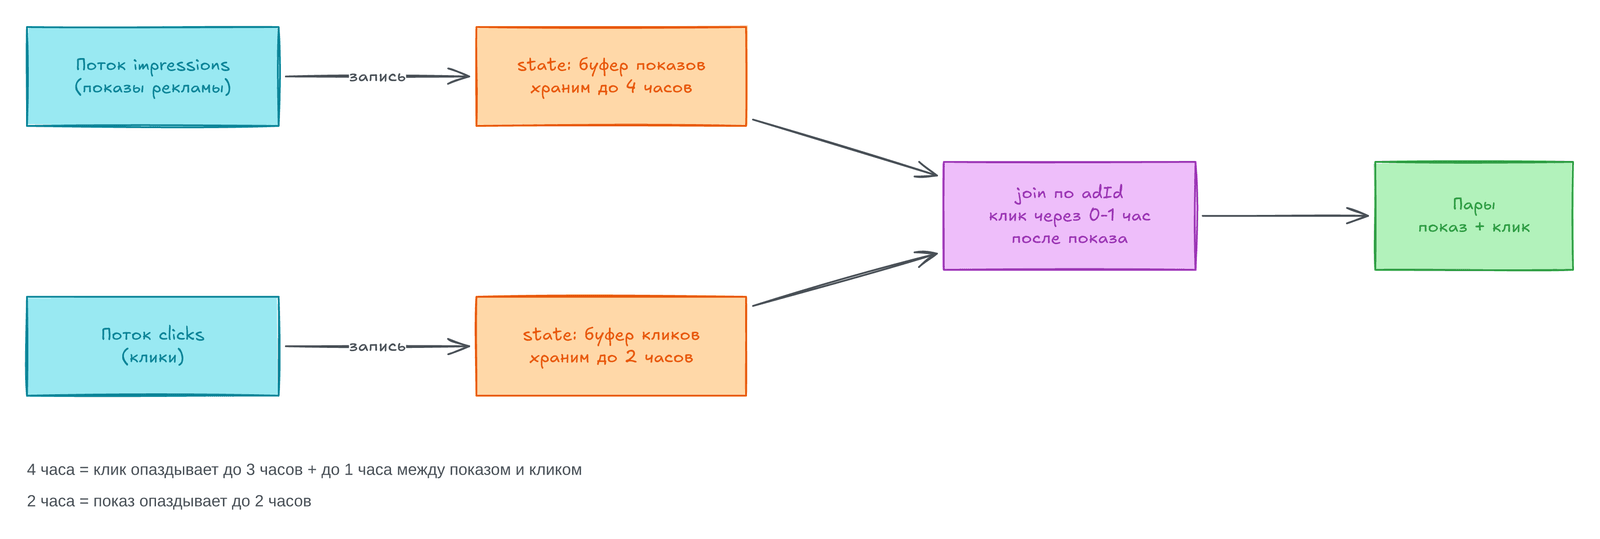 Поток impressions
(показы рекламы)
запись
state: буфер показов
храним до 4 часов
join по adId
клик через 0-1 час
после показа
Пары
показ + клик
Поток clicks
(клики)
запись
state: буфер кликов
храним до 2 часов
4 часа = клик опаздывает до 3 часов + до 1 часа между показом и кликом
2 часа = показ опаздывает до 2 часов